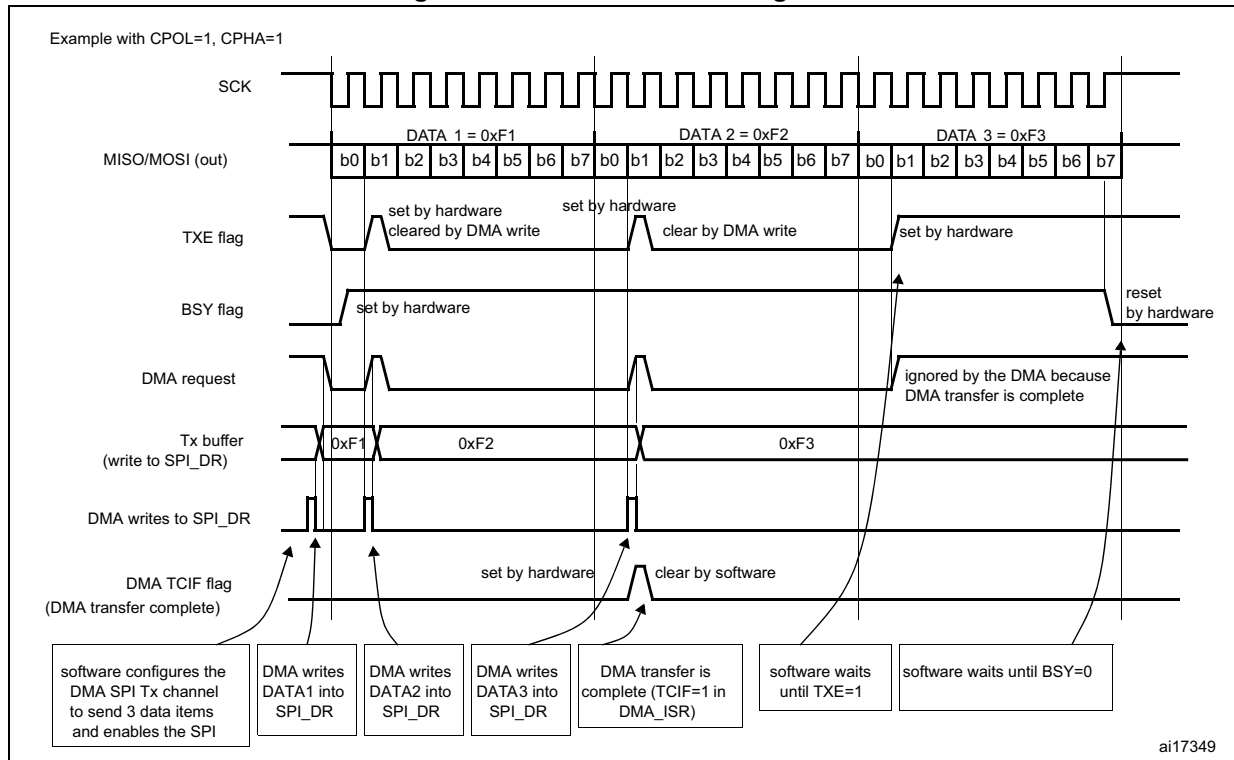 Example with CPOL=1, CPHA=1
SCK
DATA 1 = 0xF1
DATA 2 = 0xF2
DATA 3 = 0xF3
MISO/MOSI (out)
b0 b1 b2 b3 b4 b5 b6 b7 b0 b1 b2 b3 b4 b5 b6 b7 b0 b1 b2 b3 b4 b5 b6 b7
TXE flag
set by hardware
cleared by DMA write
set by hardware
clear by DMA write
set by hardware
BSY flag
set by hardware
reset
by hardware
DMA request
ignored by the DMA because
DMA transfer is complete
Tx buffer
(write to SPI_DR)
0xF1
0xF2
0xF3
DMA writes to SPI_DR
DMA TCIF flag
(DMA transfer complete)
set by hardware
clear by software
software configures the
DMA SPI Tx channel
to send 3 data items
and enables the SPI
DMA writes
DATA1 into
SPI_DR
DMA writes
DATA2 into
SPI_DR
DMA writes
DATA3 into
SPI_DR
DMA transfer is
complete (TCIF=1 in
DMA_ISR)
software waits
until TXE=1
software waits until BSY=0
ai17349